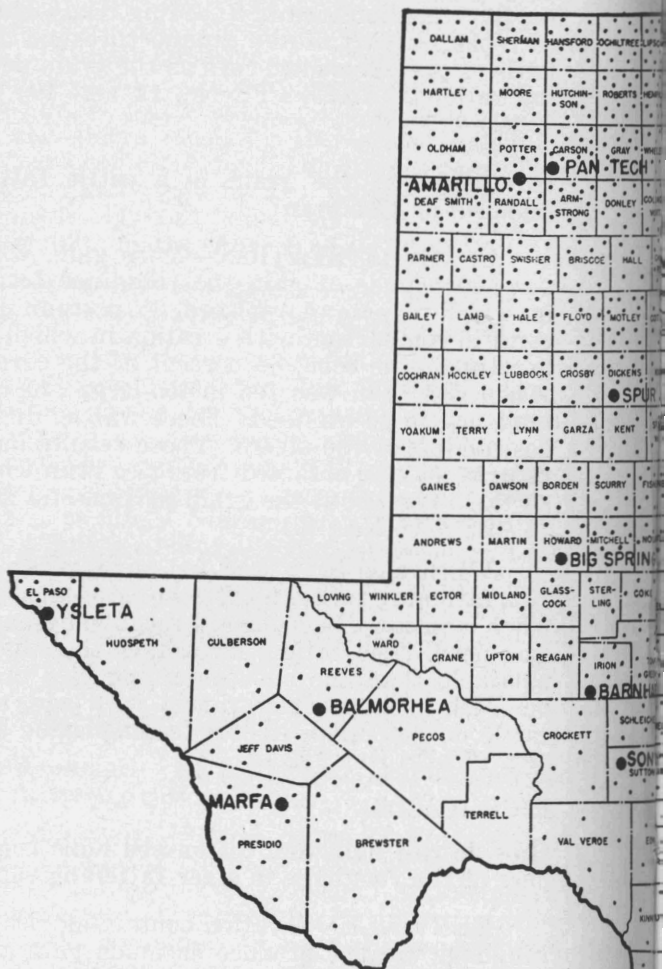 DALLAM SHERMAN HANSFORD OCHILTREE
HARTLEY MOORE HUTCHIN- ROBERTS
SON
OLDHAM POTTER CARSON GRAY
PAN-TECH
AMARILLO
DEAF SMITH RANDALL ARM- DONLEY
STRONG
PARMER CASTRO SWISHER BRISCOE HALL
BAILEY LAMB HALE FLOYD MOTLEY
COCHRAN HOCKLEY LUBBOCK CROSBY DICKENS
SPUR
YOAKUM TERRY LYNN GARZA KENT
GAINES DAWSON BORDEN SCURRY
ANDREWS MARTIN HOWARD MITCHELL
BIG SPRIN
EL PASO
YSLETA
LOVING WINKLER ECTOR MIDLAND GLASS- STER- COKE
COCK LING
HUDSPETH CULBERSON
WARD
REEVES CRANE UPTON REAGAN IRION
BARNH
BALMORHEA
PECOS CROCKETT SCHLEICHE
JEFF DAVIS
SON
SUTTON
MARFA
TERRELL
PRESIDIO BREWSTER VAL VERDE
KINN